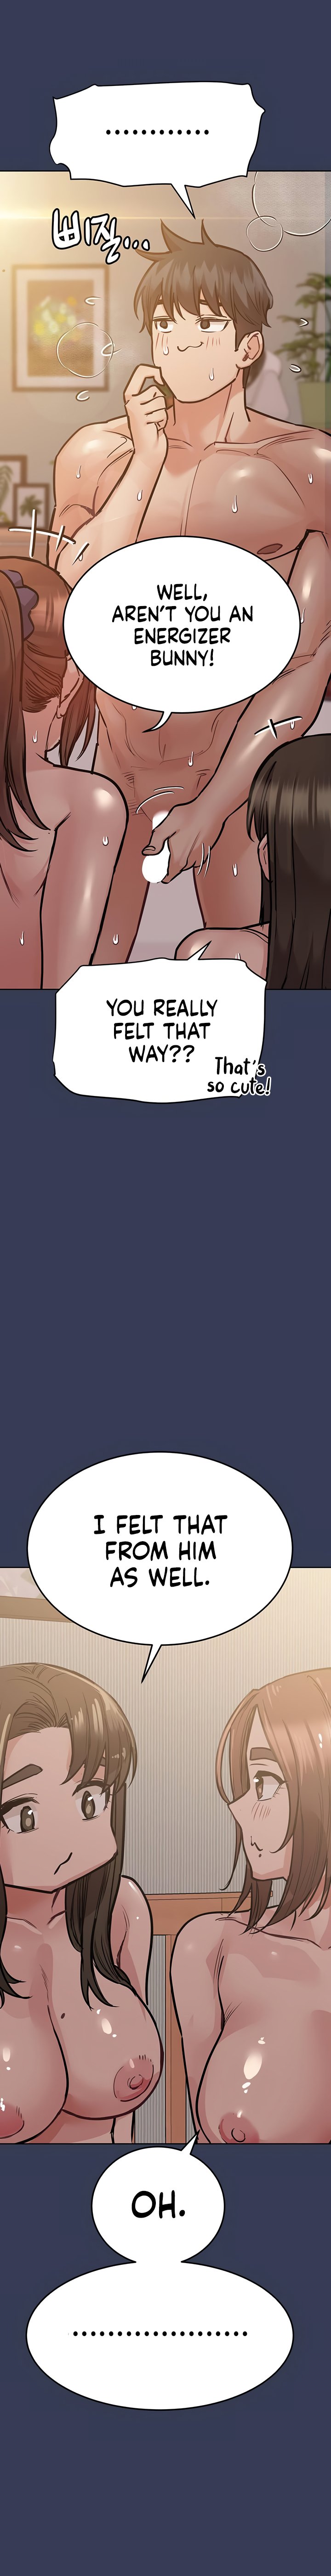 ............
삐질...
WELL,
AREN'T YOU AN
ENERGIZER
BUNNY!
YOU REALLY
FELT THAT
WAY??
That's
so cute!
I FELT THAT
FROM HIM
AS WELL.
OH.
....................